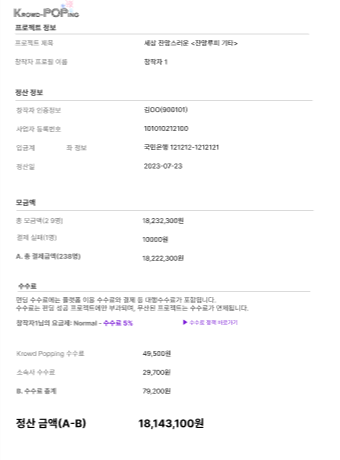 KROWD-POPING
프로젝트 정보
프로젝트 제목 세상 잔망스러운 <잔망루피 기타>
창작자 프로필 이름 창작자 1
정산 정보
창작자 인증정보 김OO(900101)
사업자 등록번호 101010212100
입금계 좌 정보 국민은행 121212-1212121
정산일 2023-07-23
모금액
총 모금액(2 9명) 18,232,300원
결제 실패(1명) 10000원
A. 총 결제금액(238명) 18,222,300원
수수료
펀딩 수수료에는 플랫폼 이용 수수료와 결제 등 대행수수료가 포함합니다.
수수료는 펀딩 성공 프로젝트에만 부과되며, 무산된 프로젝트는 수수료가 면제됩니다.
창작자1님의 요금제: Normal - 수수료 5% ▶ 수수료 정책 바로가기
Krowd Popping 수수료 49,500원
소속사 수수료 29,700원
B. 수수료 총계 79,200원
정산 금액(A-B) 18,143,100원